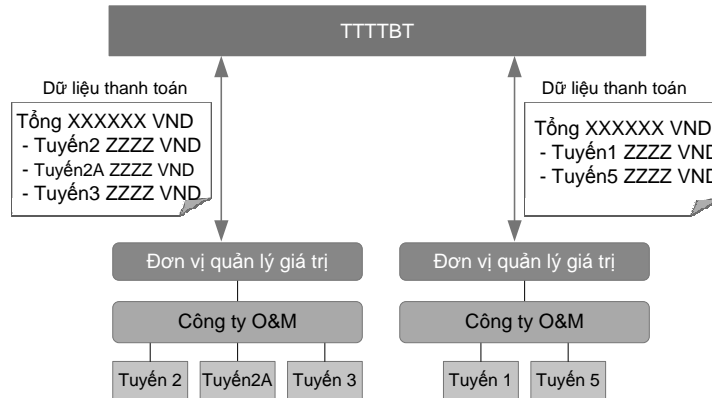 TTTTBT
Dữ liệu thanh toán
Tổng XXXXXX VND
- Tuyến2 ZZZZ VND
- Tuyến2A ZZZZ VND
- Tuyến3 ZZZZ VND
Dữ liệu thanh toán
Tổng XXXXXX VND
- Tuyến1 ZZZZ VND
- Tuyến5 ZZZZ VND
Đơn vị quản lý giá trị
Đơn vị quản lý giá trị
Công ty O&M
Công ty O&M
Tuyến 2
Tuyến2A
Tuyến 3
Tuyến 1
Tuyến 5